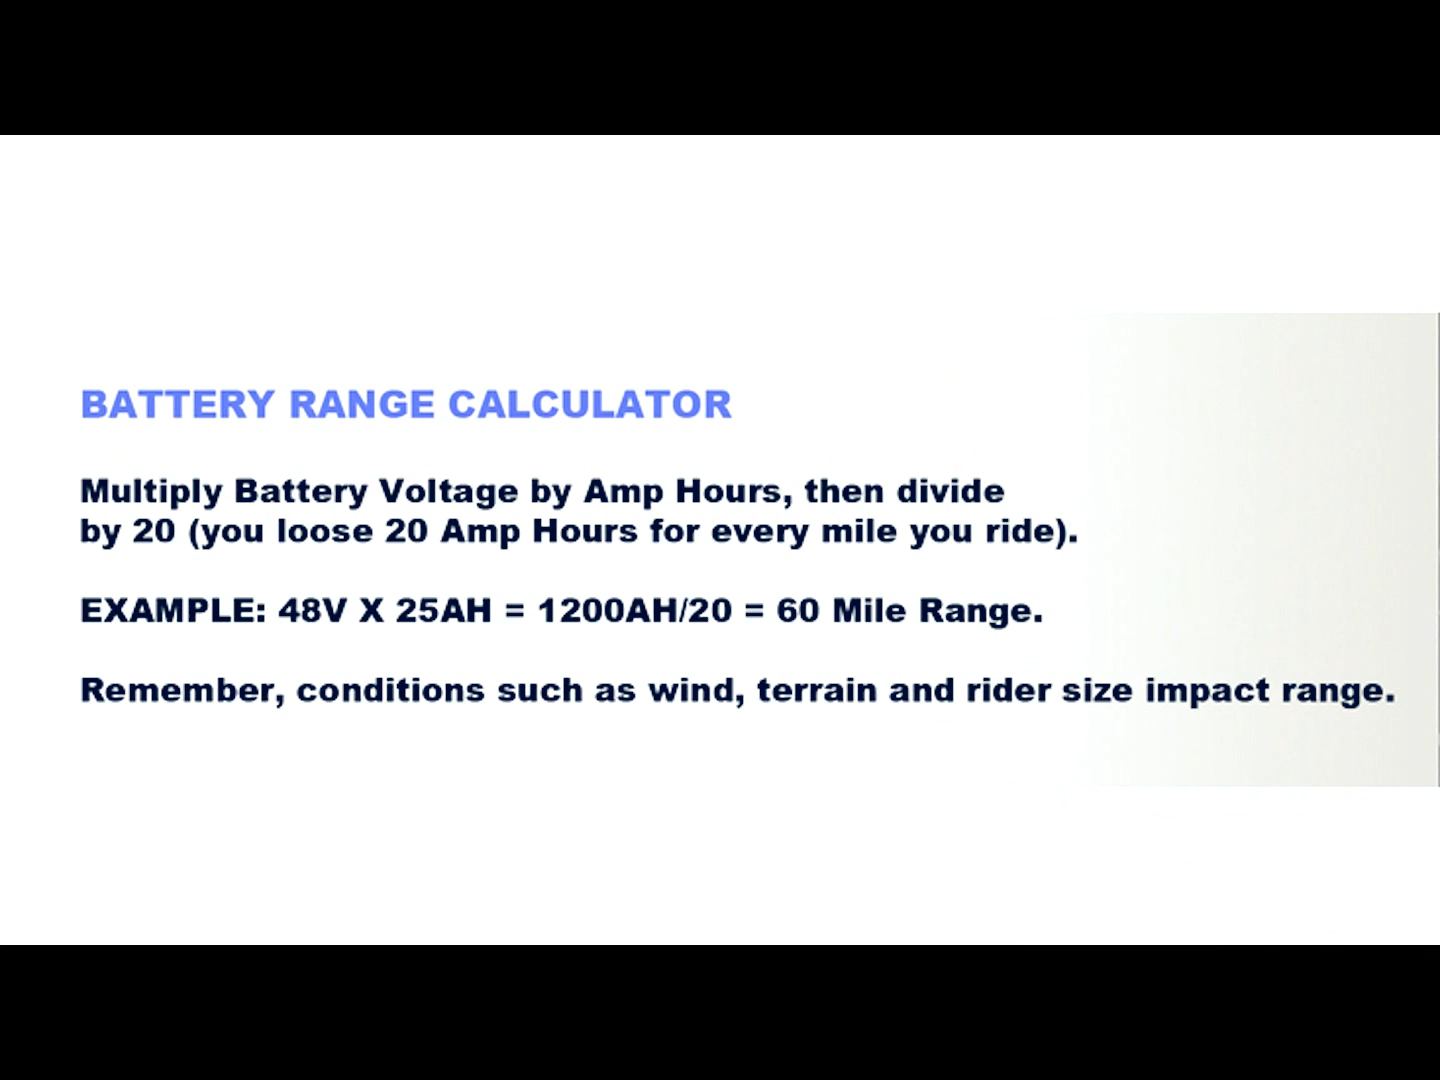 BATTERY RANGE CALCULATOR
Multiply Battery Voltage by Amp Hours, then divide
by 20 (you loose 20 Amp Hours for every mile you ride).
EXAMPLE: 48V X 25AH = 1200AH/20 = 60 Mile Range.
Remember, conditions such as wind, terrain and rider size impact range.